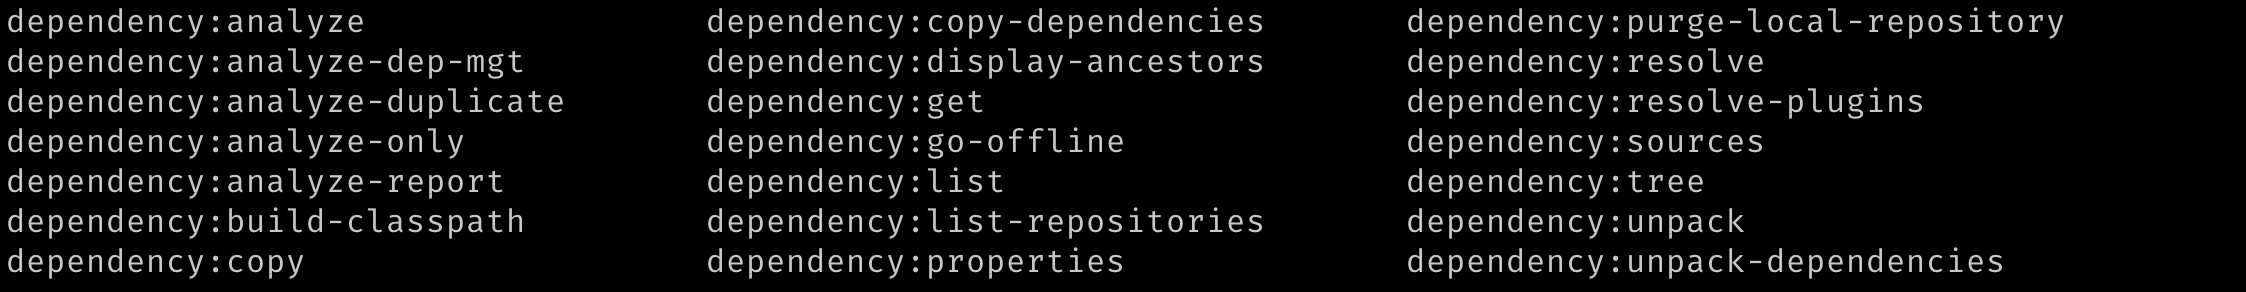 dependency:analyze dependency:copy-dependencies dependency:purge-local-repository
dependency:analyze-dep-mgt dependency:display-ancestors dependency:resolve
dependency:analyze-duplicate dependency:get dependency:resolve-plugins
dependency:analyze-only dependency:go-offline dependency:sources
dependency:analyze-report dependency:list dependency:tree
dependency:build-classpath dependency:list-repositories dependency:unpack
dependency:copy dependency:properties dependency:unpack-dependencies